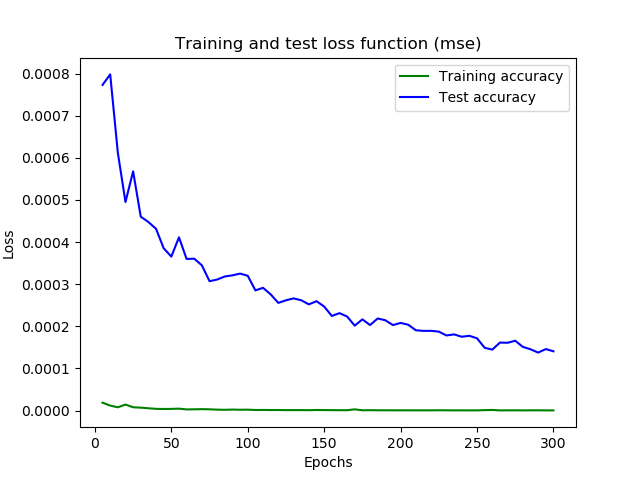 Training and test loss function (mse)
Training accuracy
Test accuracy
0.0008
0.0007
0.0006
0.0005
0.0004
0.0003
0.0002
0.0001
0.0000
Loss
0 50 100 150 200 250 300
Epochs